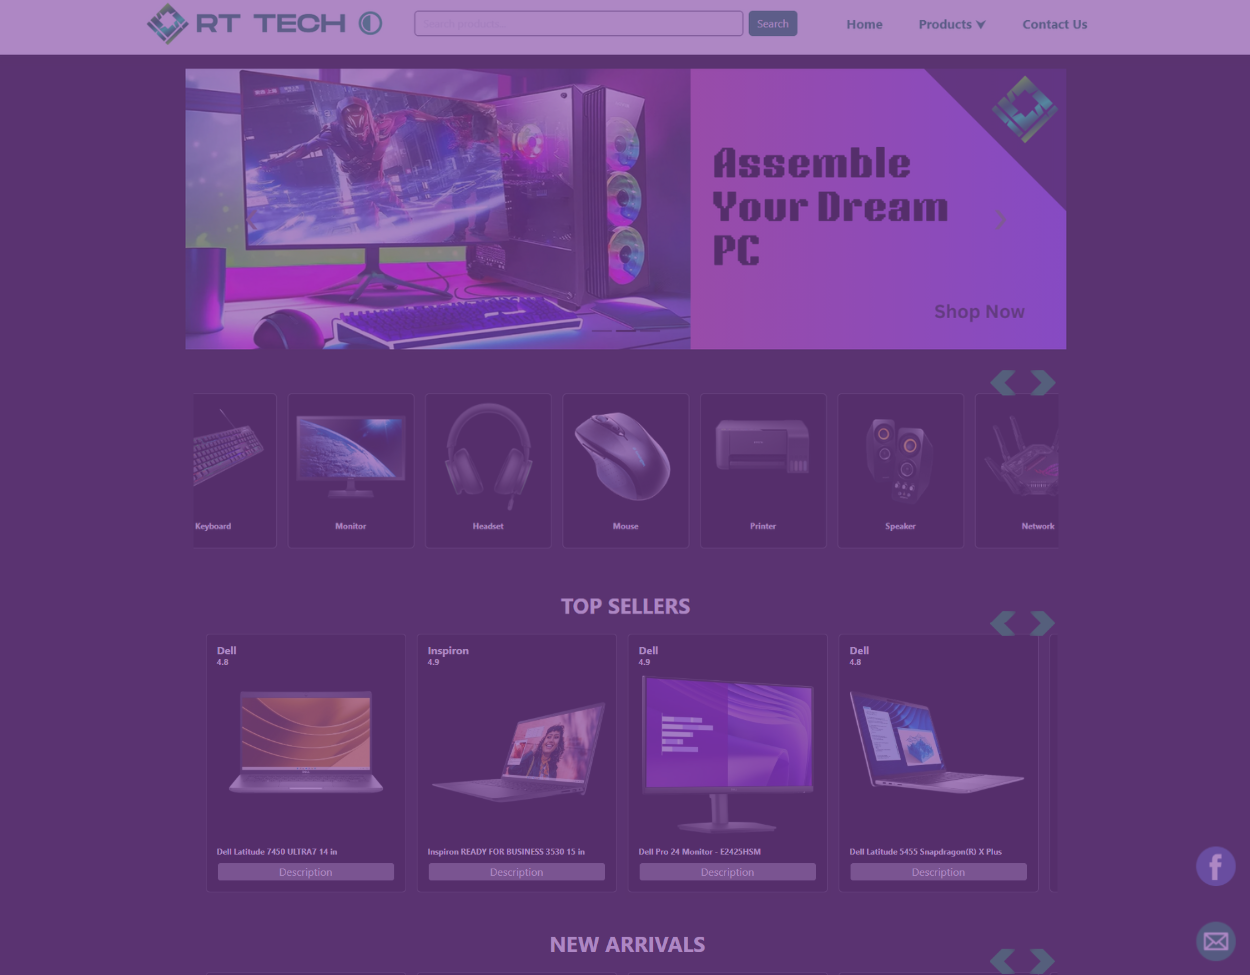 RT TECH
Search products...
Search
Home
Products
Contact Us
Assemble
Your Dream
PC
Shop Now
Keyboard
Monitor
Headset
Mouse
Printer
Speaker
Network
TOP SELLERS
Dell
4.8
Inspiron
4.9
Dell
4.9
Dell
4.8
Dell Latitude 7450 ULTRA7 14 in
Inspiron READY FOR BUSINESS 3530 15 in
Dell Pro 24 Monitor - E2425HSM
Dell Latitude 5455 Snapdragon(R) X Plus
Description
Description
Description
Description
NEW ARRIVALS